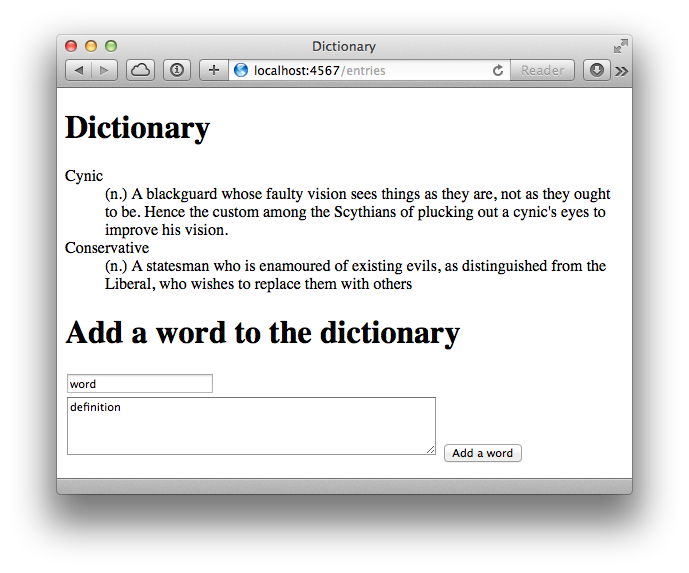 Dictionary
localhost:4567/entries
Reader
Dictionary
Cynic
(n.) A blackguard whose faulty vision sees things as they are, not as they ought
to be. Hence the custom among the Scythians of plucking out a cynic's eyes to
improve his vision.
Conservative
(n.) A statesman who is enamoured of existing evils, as distinguished from the
Liberal, who wishes to replace them with others
Add a word to the dictionary
word
definition
Add a word